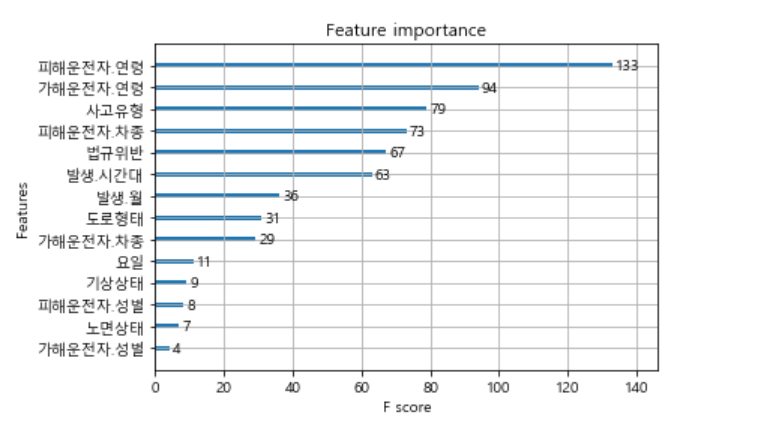 Feature importance
피해운전자.연령 133
가해운전자.연령 94
사고유형 79
피해운전자.차종 73
법규위반 67
발생.시간대 63
발생.월 36
도로형태 31
가해운전자.차종 29
요일 11
기상상태 9
피해운전자.성별 8
노면상태 7
가해운전자.성별 4
Features
0 20 40 60 80 100 120 140
F score